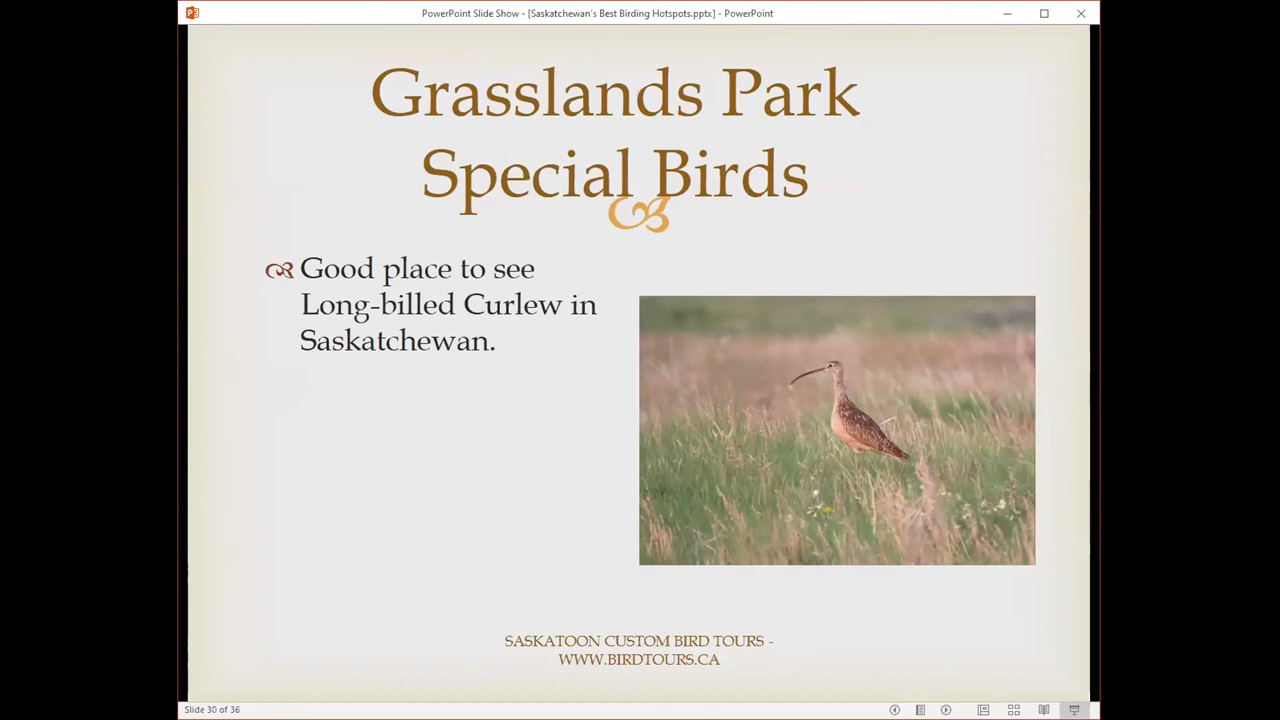 PowerPoint Slide Show - [Saskatchewan's Best Birding Hotspots.pptx] - PowerPoint
Grasslands Park
Special Birds
Good place to see
Long-billed Curlew in
Saskatchewan.
SASKATOON CUSTOM BIRD TOURS -
WWW.BIRDTOURS.CA
Slide 30 of 36